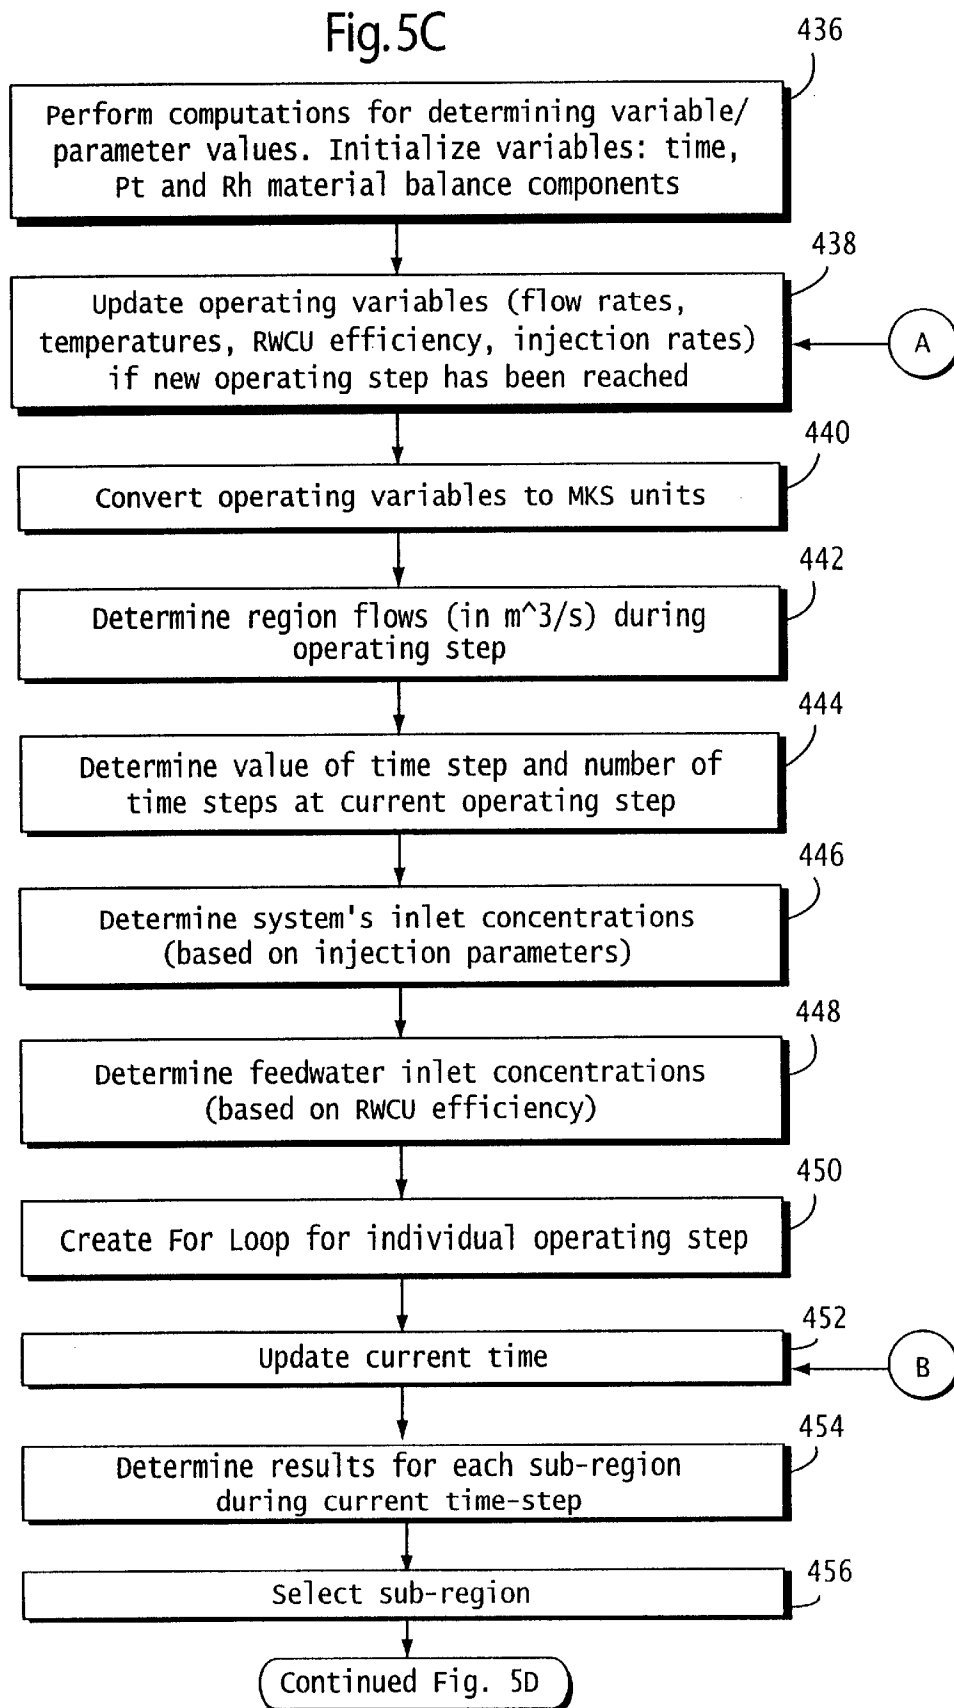 Fig.5C
436
Perform computations for determining variable/
parameter values. Initialize variables: time,
Pt and Rh material balance components
438
Update operating variables (flow rates,
temperatures, RWCU efficiency, injection rates)
if new operating step has been reached
A
440
Convert operating variables to MKS units
442
Determine region flows (in m^3/s) during
operating step
444
Determine value of time step and number of
time steps at current operating step
446
Determine system's inlet concentrations
(based on injection parameters)
448
Determine feedwater inlet concentrations
(based on RWCU efficiency)
450
Create For Loop for individual operating step
452
Update current time
B
454
Determine results for each sub-region
during current time-step
456
Select sub-region
Continued Fig. 5D